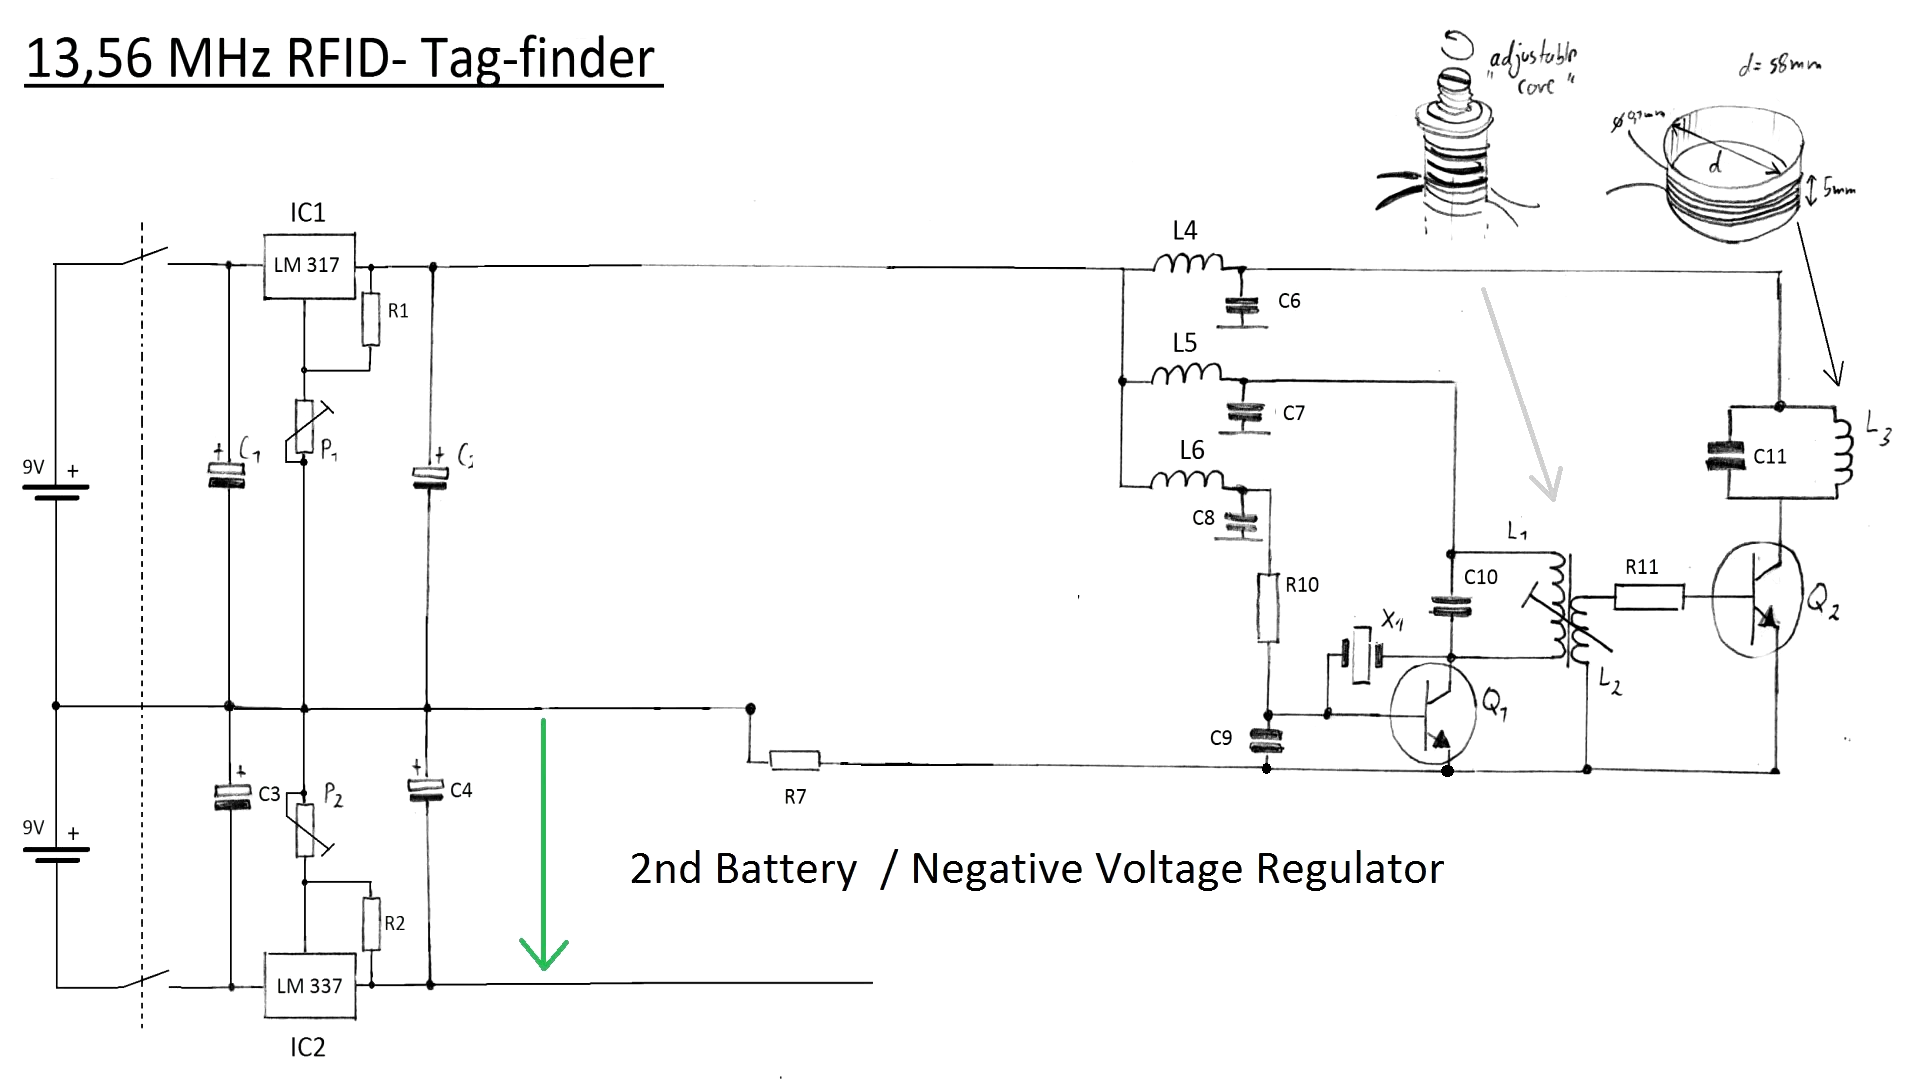 13,56 MHz RFID- Tag-finder
"adjustable
core"
d= 58mm
d
5mm
IC1
LM 317
R1
L4
C6
L5
C7
L6
C8
C1
P1
9V
+
+
+
C11
L3
L1
C10
R10
X1
R11
Q2
L2
Q1
C9
R7
9V
+
+
C3
P2
+
C4
R2
2nd Battery / Negative Voltage Regulator
LM 337
IC2